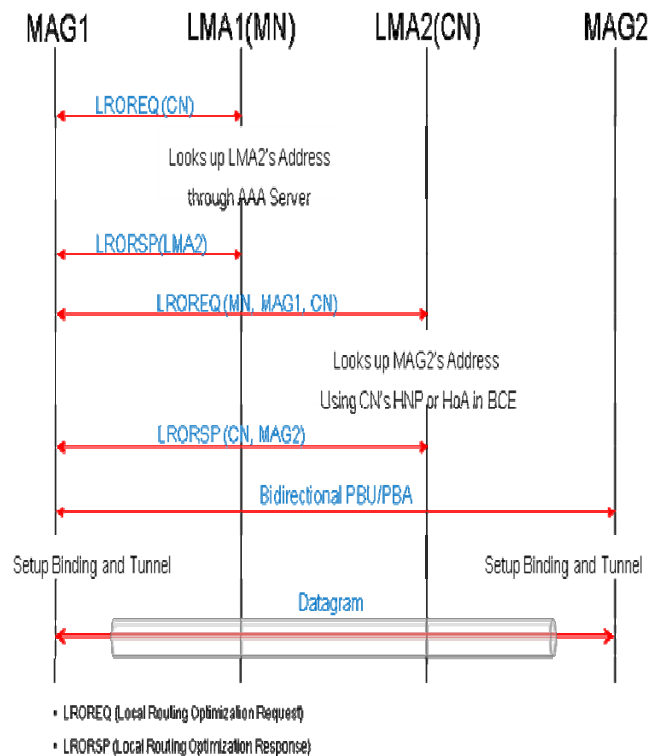 MAG1 LMA1(MN) LMA2(CN) MAG2
LROREQ(CN)
Looks up LMA2's Address
through AAA Server
LRORSP(LMA2)
LROREQ(MN, MAG1, CN)
Looks up MAG2's Address
Using CN's HNP or HoA in BCE
LRORSP(CN, MAG2)
Bidirectional PBU/PBA
Setup Binding and Tunnel Setup Binding and Tunnel
Datagram
• LROREQ (Local Routing Optimization Request)
• LRORSP (Local Routing Optimization Response)